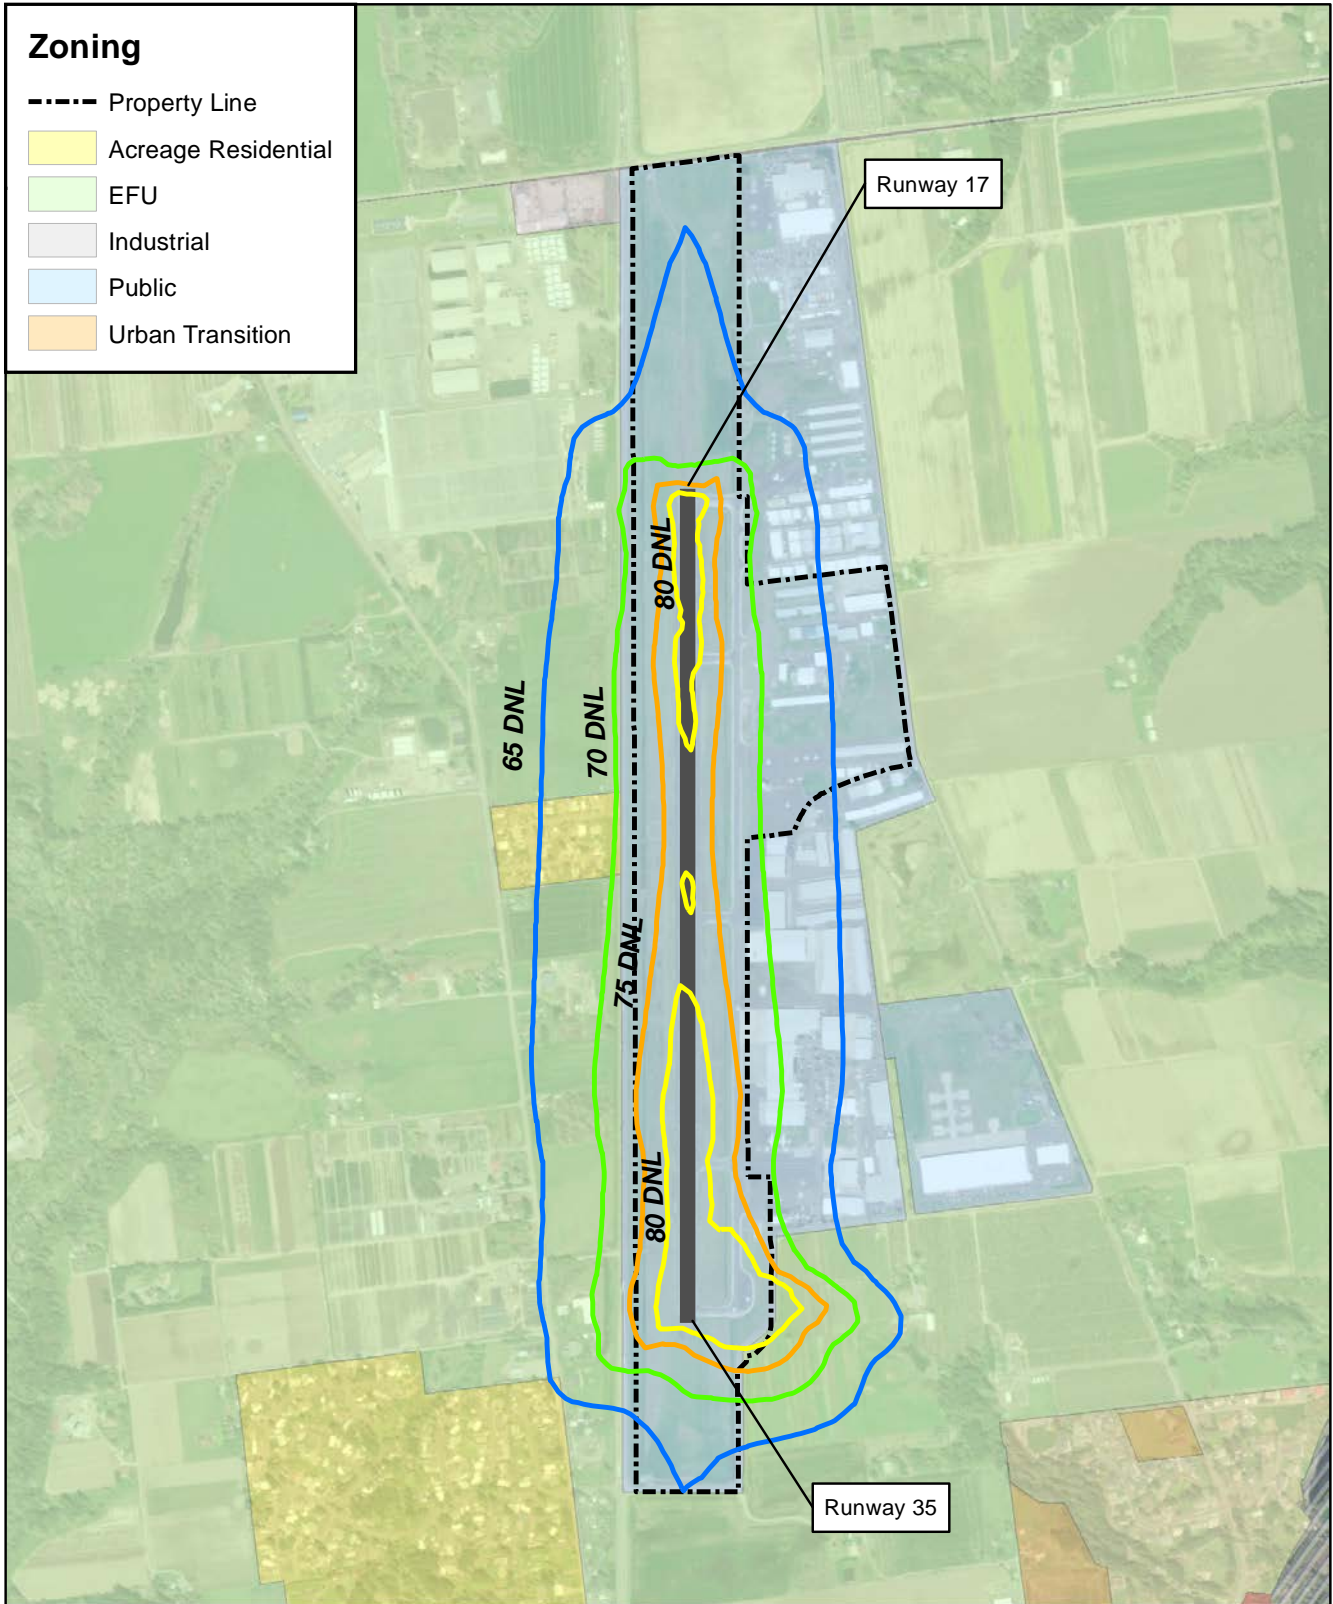 Zoning
Property Line
Acreage Residential
EFU
Industrial
Public
Urban Transition
Runway 17
80 DNL
65 DNL
70 DNL
75 DNL
80 DNL
Runway 35